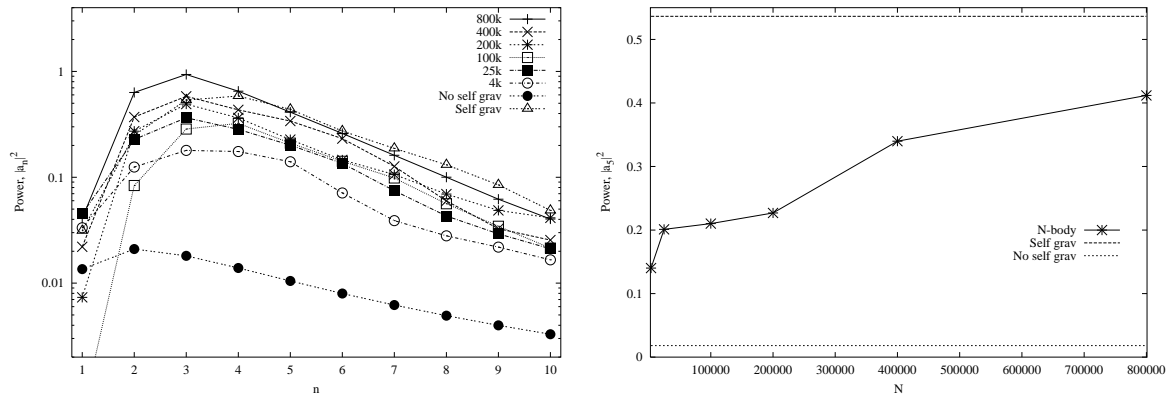 800k
400k
200k
100k
25k
4k
No self grav
Self grav
1
0.1
0.01
Power, |a_n|^2
1 2 3 4 5 6 7 8 9 10
n
0.5
0.4
0.3
0.2
0.1
0
Power, |a_5|^2
N-body
Self grav
No self grav
100000 200000 300000 400000 500000 600000 700000 800000
N